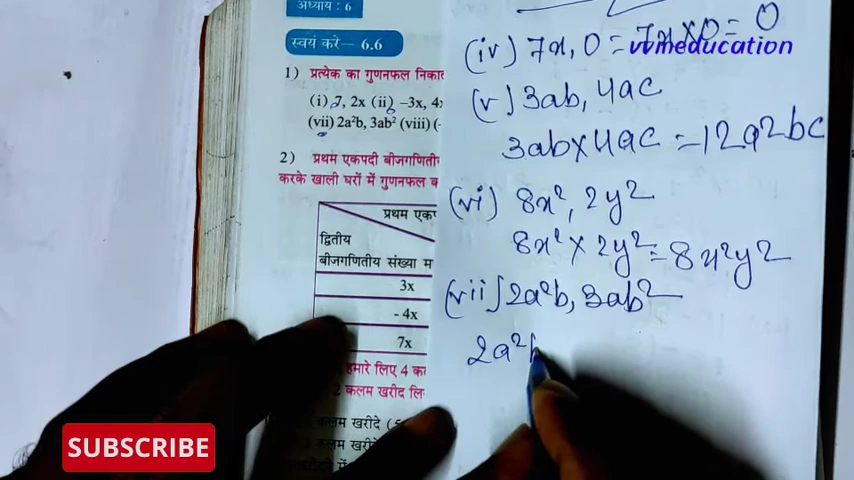 अध्याय : 6
स्वयं करे – 6.6
1) प्रत्येक का गुणनफल
(i) 7, 2x (ii) –3x, 4
(vii) 2a²b, 3ab² (viii) (
2) प्रथम एकपदी
करके खाली घरों में गुणनफल
प्रथम
द्वितीय
बीजगणितीय संख्या
3x
- 4x
7x
हमारे लिए 4
कलम खरीद
कलम खरीदे
(iv) 7x, 0 = 7x×0 = 0
vvmeducation
(v) 3ab, 4ac
3ab×4ac = 12a²bc
(vi) 8x², 2y²
8x² × 2y² = 8x²y²
(vii) 2a²b, 3ab²
2a²b
SUBSCRIBE